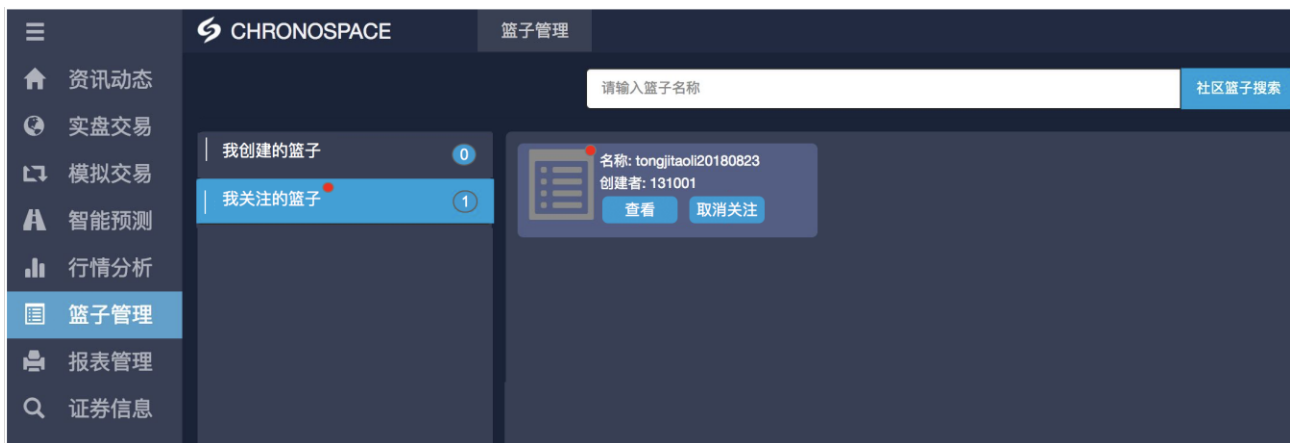 CHRONOSPACE
篮子管理
资讯动态
实盘交易
模拟交易
智能预测
行情分析
篮子管理
报表管理
证券信息
请输入篮子名称
社区篮子搜索
我创建的篮子
0
我关注的篮子
1
名称: tongjitaoli20180823
创建者: 131001
查看 取消关注